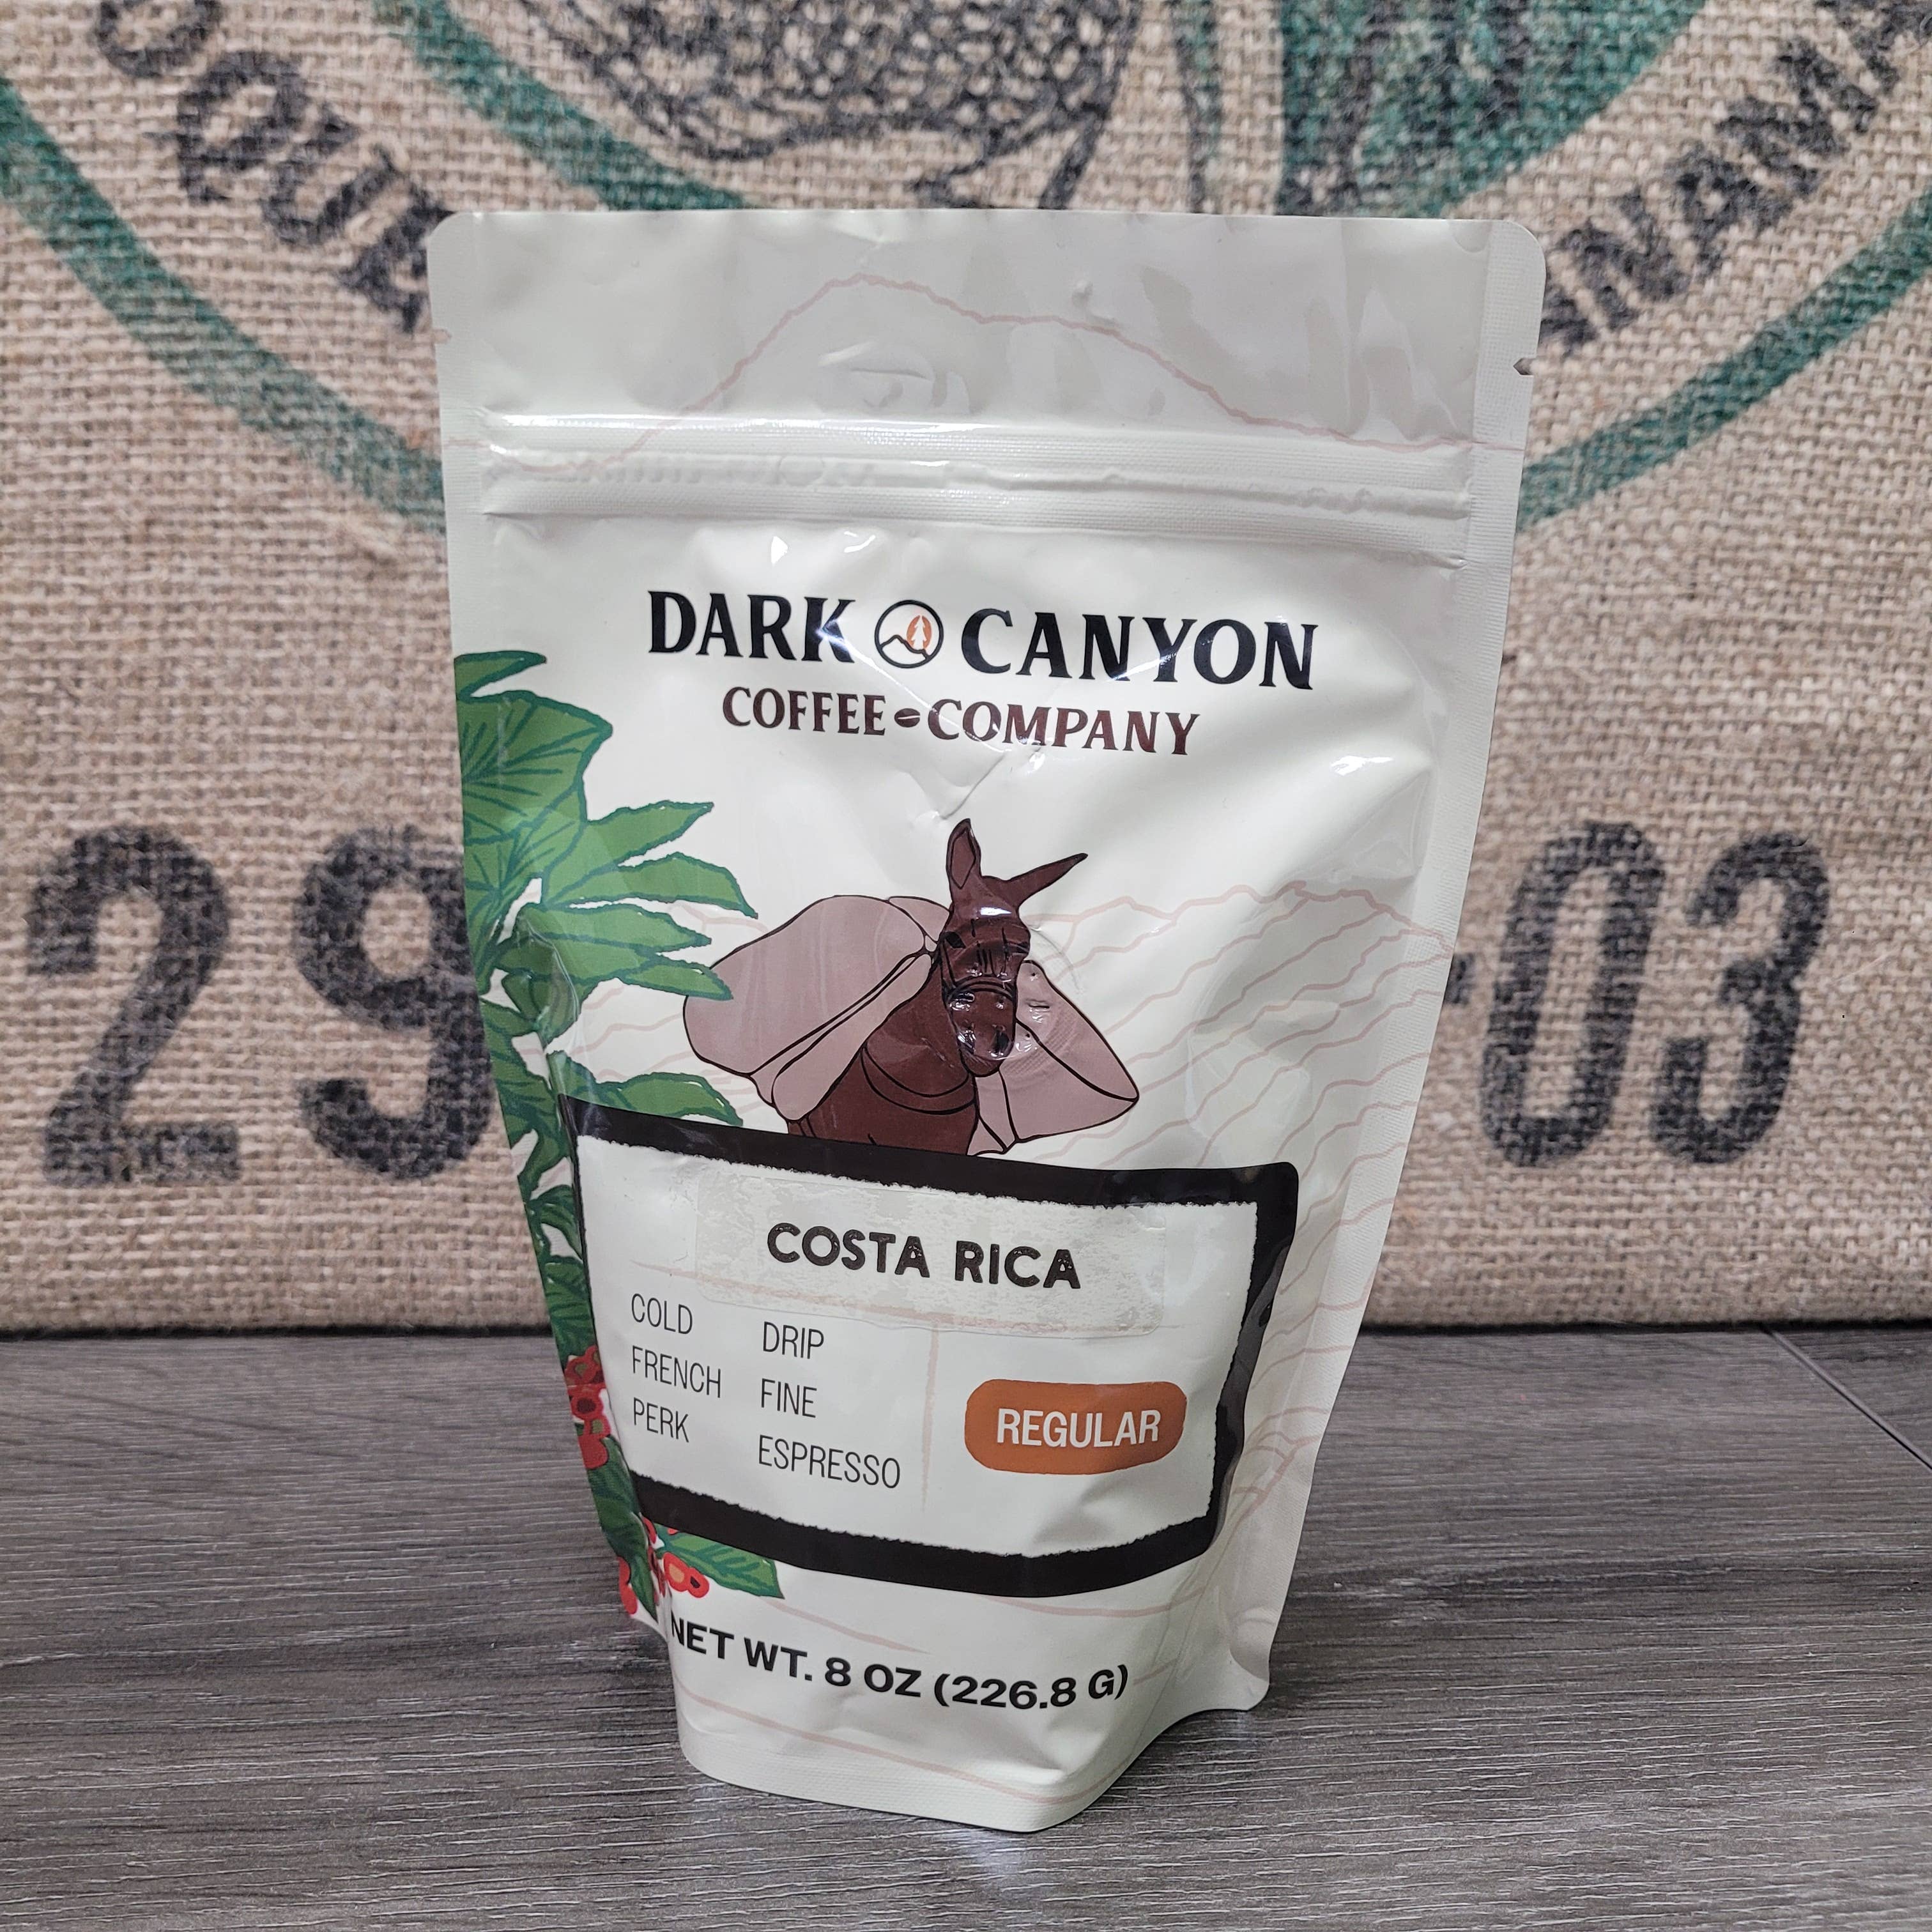 DARK CANYON
COFFEE COMPANY
COSTA RICA
COLD DRIP
FRENCH FINE
PERK ESPRESSO
REGULAR
NET WT. 8 OZ (226.8 G)
29
-03